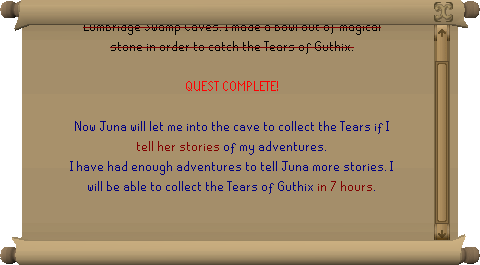 Lumbridge Swamp Caves. I made a bowl out of magical
stone in order to catch the Tears of Guthix.
QUEST COMPLETE!
Now Juna will let me into the cave to collect the Tears if I
tell her stories of my adventures.
I have had enough adventures to tell Juna more stories. I
will be able to collect the Tears of Guthix in 7 hours.